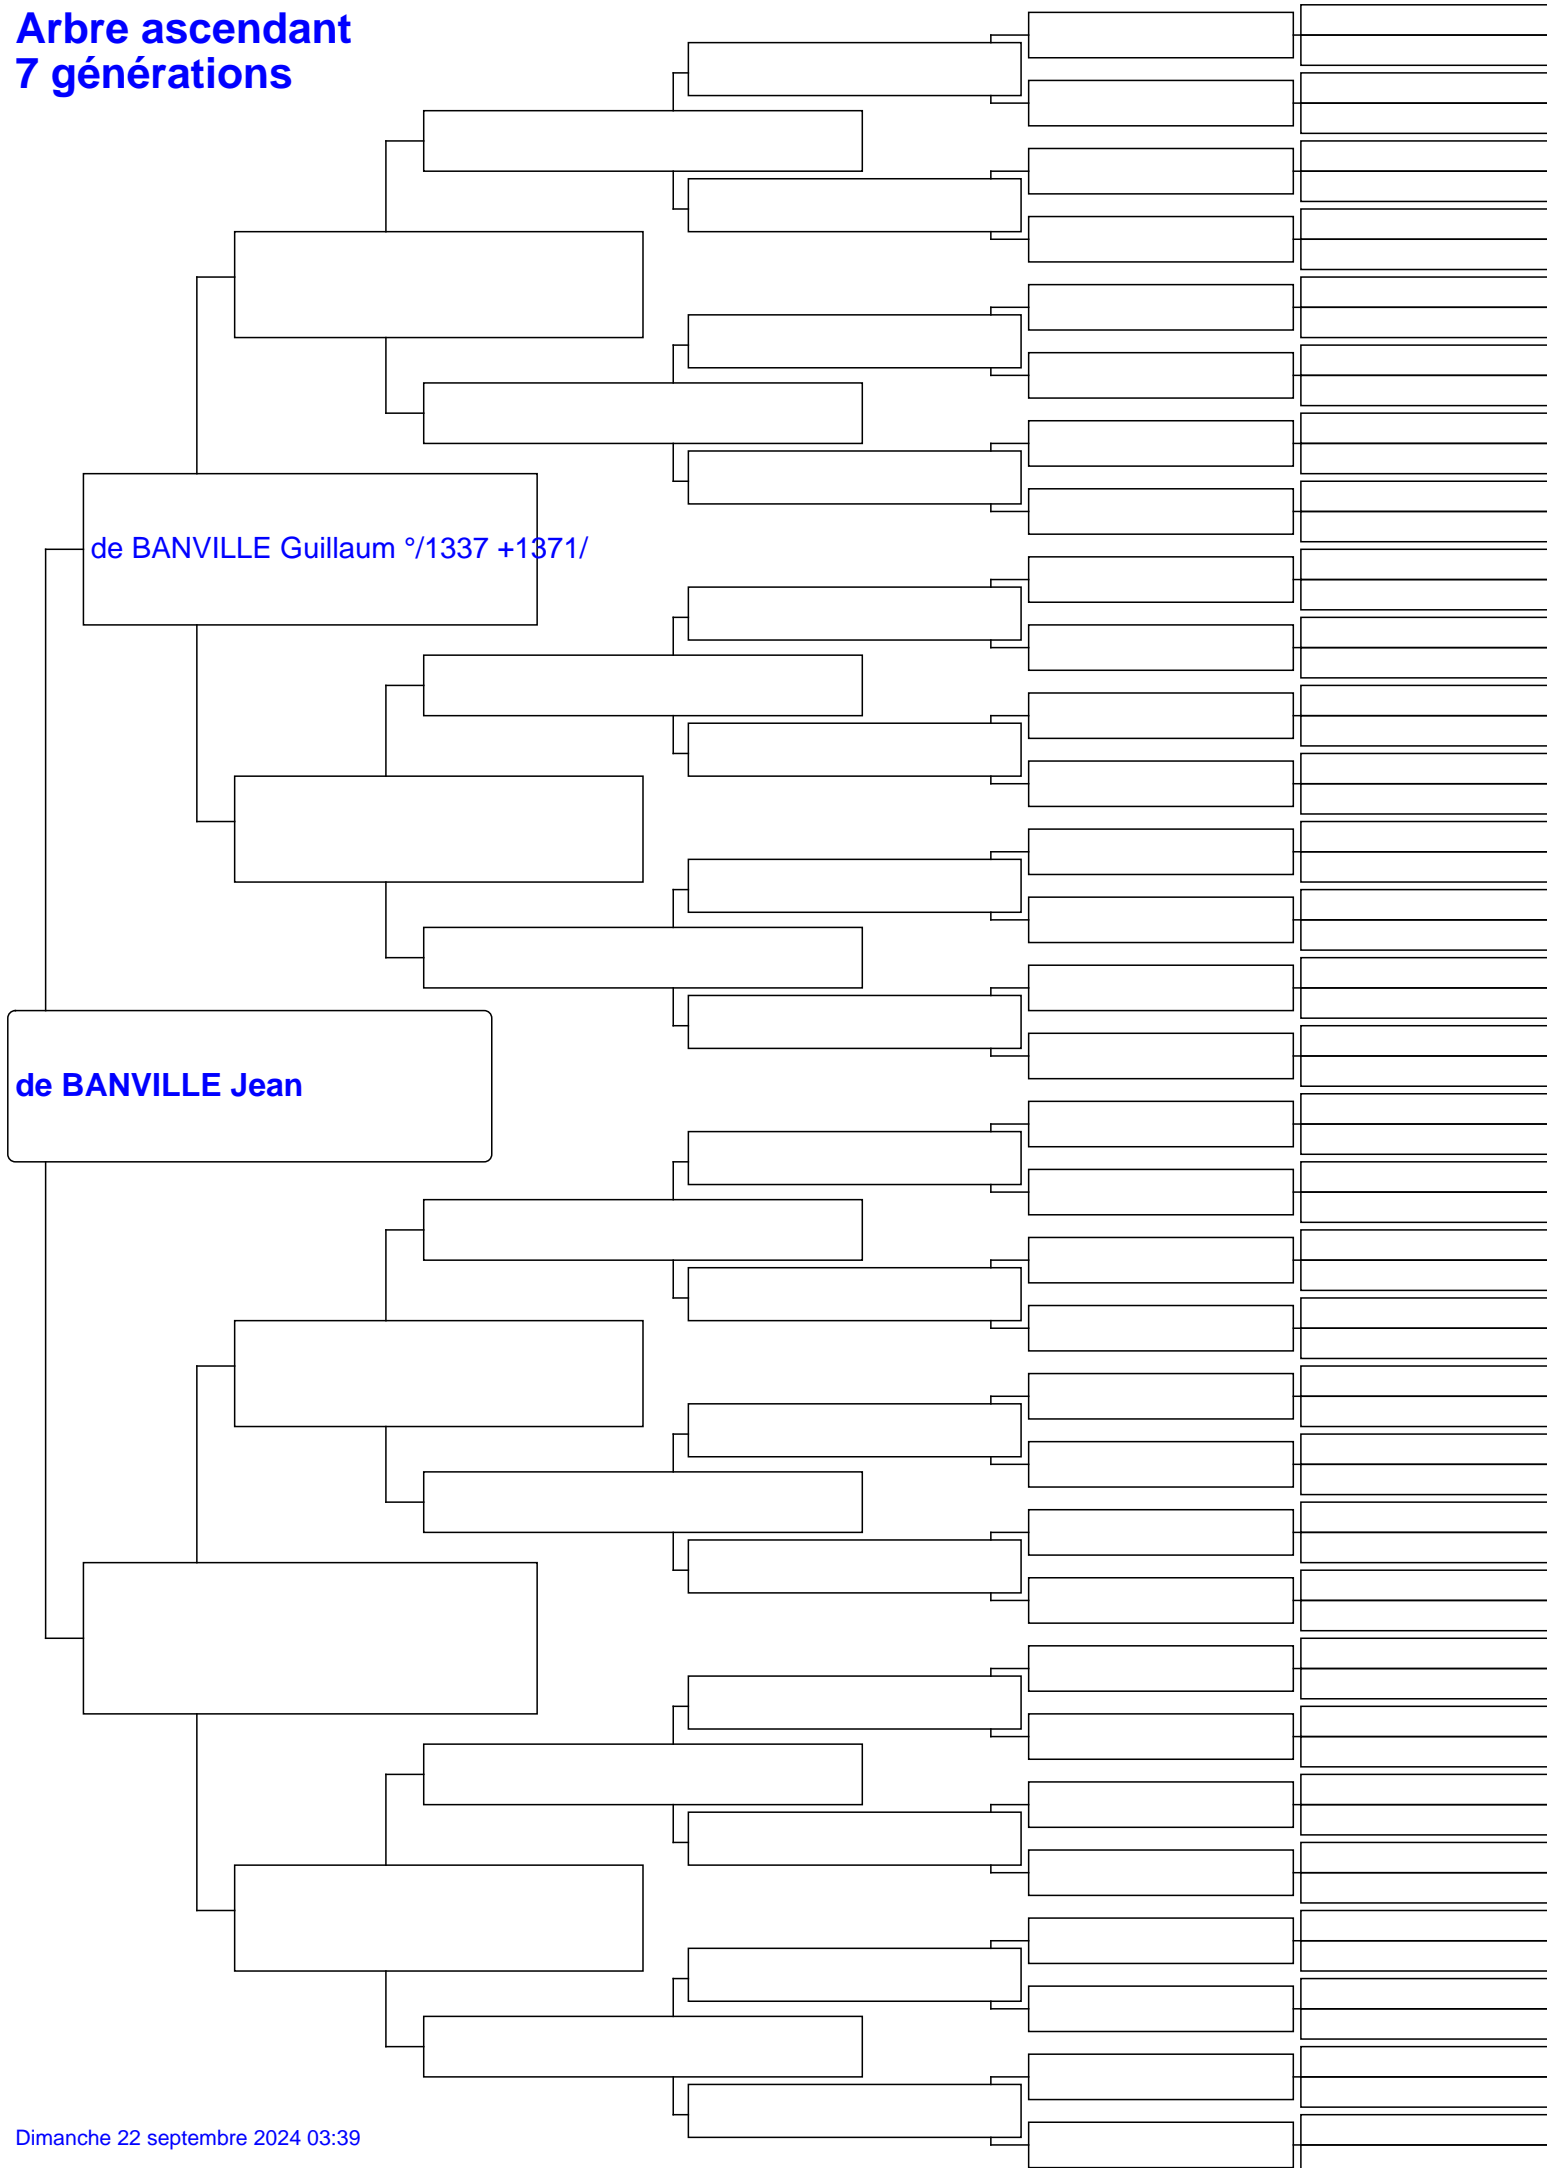 Arbre ascendant
7 générations
de BANVILLE Guillaum °/1337 +1371/
de BANVILLE Jean
Dimanche 22 septembre 2024 03:39